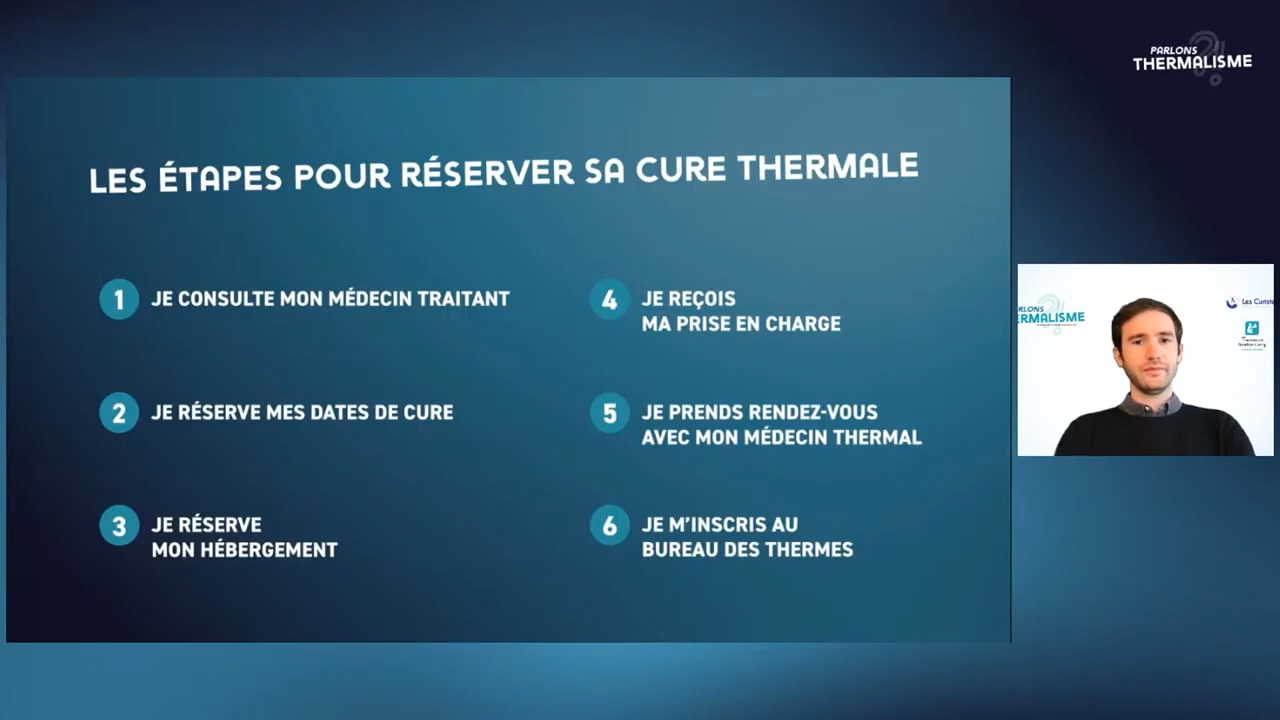 PARLONS
THERMALISME
LES ÉTAPES POUR RÉSERVER SA CURE THERMALE
1 JE CONSULTE MON MÉDECIN TRAITANT
2 JE RÉSERVE MES DATES DE CURE
3 JE RÉSERVE
MON HÉBERGEMENT
4 JE REÇOIS
MA PRISE EN CHARGE
5 JE PRENDS RENDEZ-VOUS
AVEC MON MÉDECIN THERMAL
6 JE M'INSCRIS AU
BUREAU DES THERMES
RLONS
ERMALISME
Les Curiste